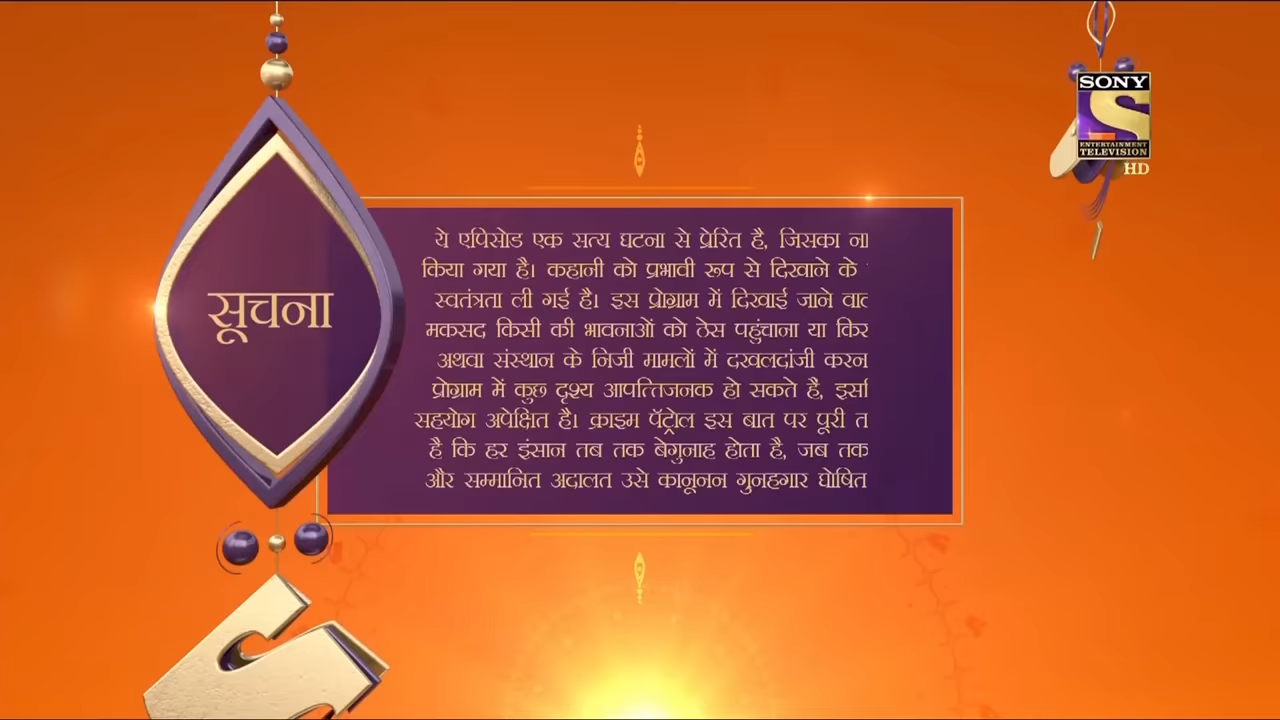 सूचना
ये एपिसोड एक सत्य घटना से प्रेरित है, जिसका ना
किया गया है। कहानी को प्रभावी रूप से दिखाने के
स्वतंत्रता ली गई है। इस प्रोग्राम में दिखाई जाने वाल
मकसद किसी की भावनाओं को ठेस पहुंचाना या किस
अथवा संस्थान के निजी मामलों में दखलदांजी करन
प्रोग्राम में कुछ दृश्य आपत्तिजनक हो सकते है, इसलि
सहयोग अपेक्षित है। क्राइम पॅट्रोल इस बात पर पूरी त
है कि हर इंसान तब तक बेगुनाह होता है, जब तक
और सम्मानित अदालत उसे कानूनन गुनहगार घोषित
SONY
ENTERTAINMENT
TELEVISION
HD